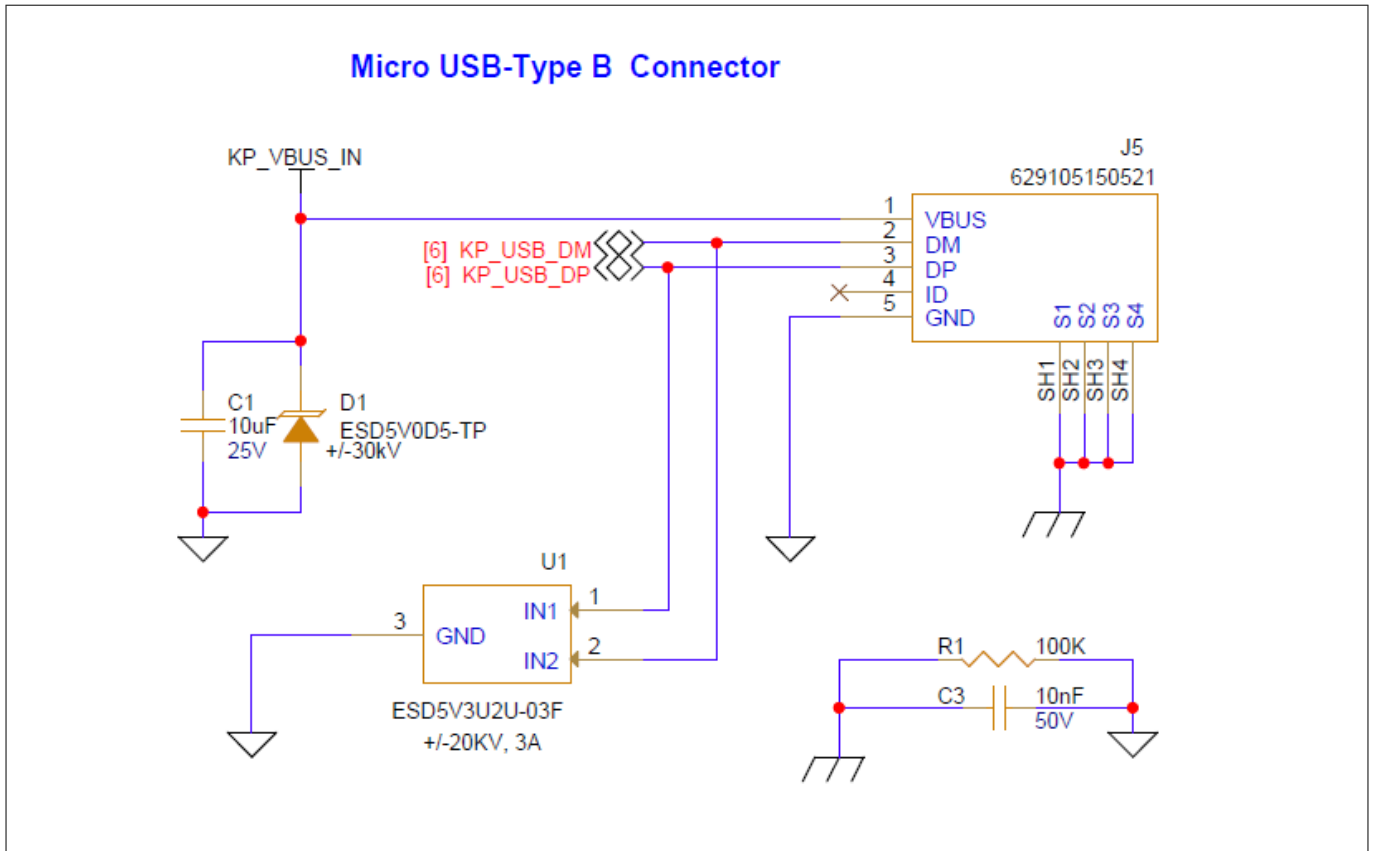 Micro USB-Type B Connector
KP_VBUS_IN
J5
629105150521
1
VBUS
[6] KP_USB_DM
2
DM
[6] KP_USB_DP
3
DP
4
ID
5
GND
S1
S2
S3
S4
SH1
SH2
SH3
SH4
C1
10uF
25V
D1
ESD5V0D5-TP
+/-30kV
U1
IN1
1
3
GND
IN2
2
ESD5V3U2U-03F
+/-20KV, 3A
R1
100K
C3
10nF
50V